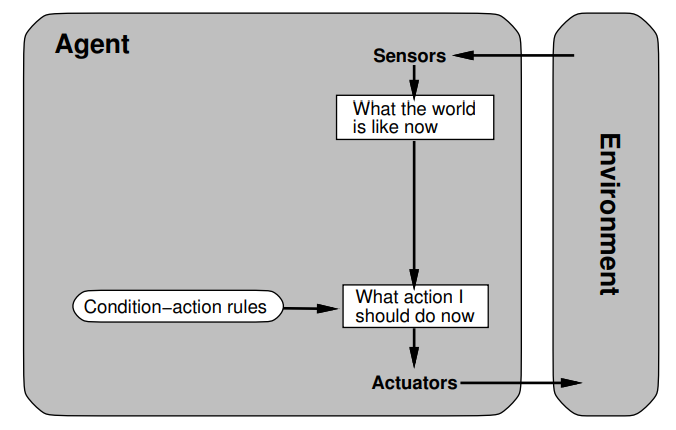 Agent
Sensors
What the world
is like now
Environment
Condition–action rules
What action I
should do now
Actuators